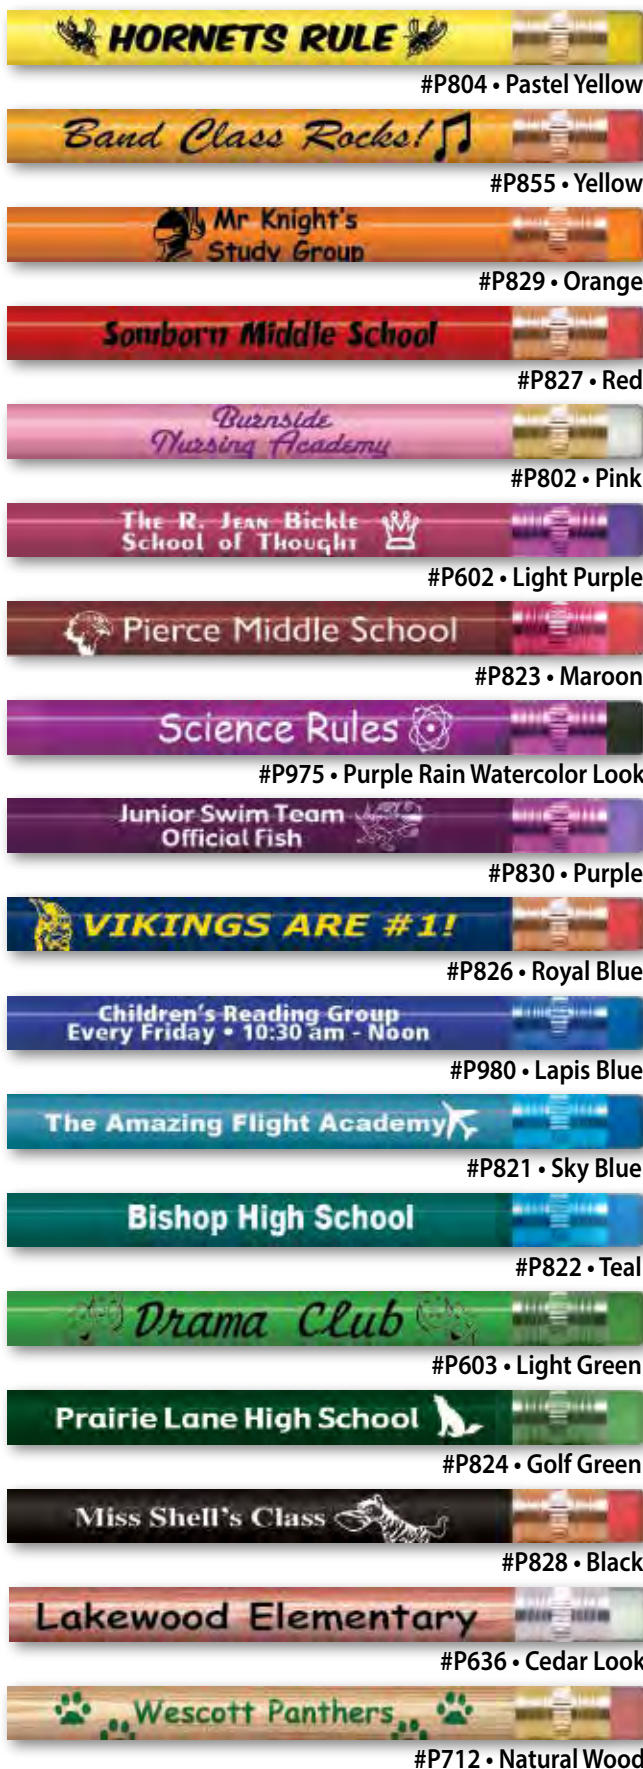 HORNETS RULE
#P804 • Pastel Yellow
Band Class Rocks!
#P855 • Yellow
Mr Knight's
Study Group
#P829 • Orange
Somborn Middle School
#P827 • Red
Burnside
Nursing Academy
#P802 • Pink
The R. Jean Bickle
School of Thought
#P602 • Light Purple
Pierce Middle School
#P823 • Maroon
Science Rules
#P975 • Purple Rain Watercolor Look
Junior Swim Team
Official Fish
#P830 • Purple
VIKINGS ARE #1!
#P826 • Royal Blue
Children's Reading Group
Every Friday • 10:30 am - Noon
#P980 • Lapis Blue
The Amazing Flight Academy
#P821 • Sky Blue
Bishop High School
#P822 • Teal
Drama Club
#P603 • Light Green
Prairie Lane High School
#P824 • Golf Green
Miss Shell's Class
#P828 • Black
Lakewood Elementary
#P636 • Cedar Look
Wescott Panthers
#P712 • Natural Wood